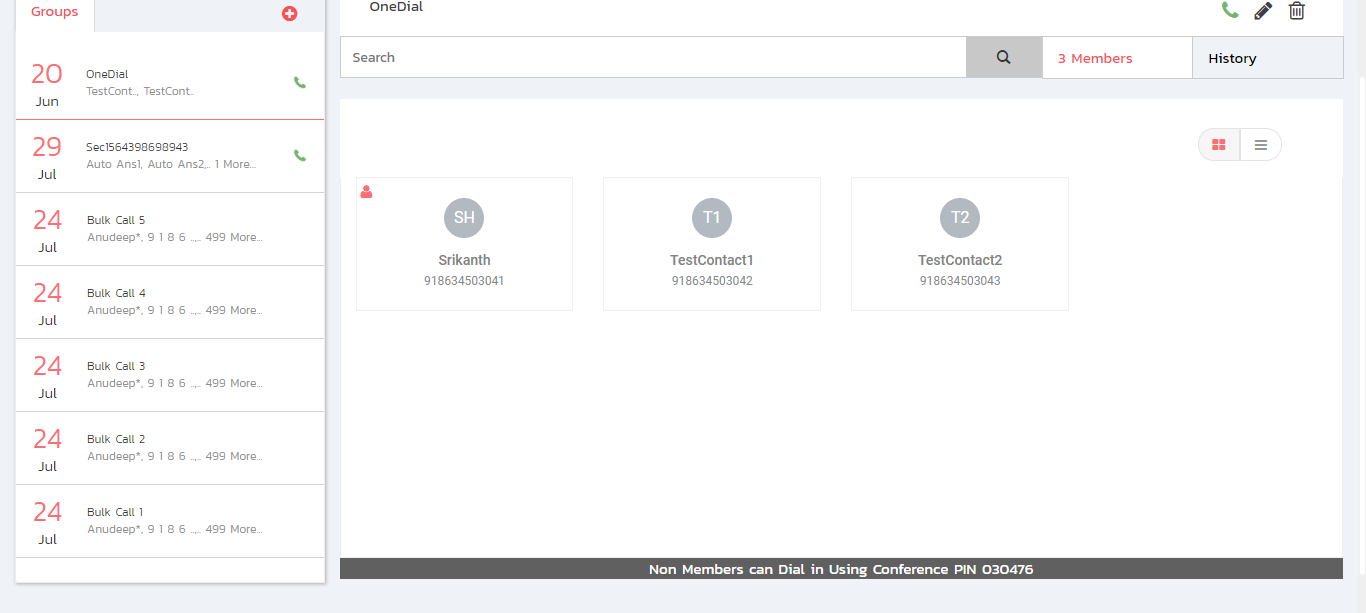 Groups
20
Jun
OneDial
TestCont.., TestCont..
29
Jul
Sec1564398698943
Auto Ans1, Auto Ans2,.. 1 More...
24
Jul
Bulk Call 5
Anudeep*, 9 1 8 6 ..,.. 499 More...
24
Jul
Bulk Call 4
Anudeep*, 9 1 8 6 ..,.. 499 More...
24
Jul
Bulk Call 3
Anudeep*, 9 1 8 6 ..,.. 499 More...
24
Jul
Bulk Call 2
Anudeep*, 9 1 8 6 ..,.. 499 More...
24
Jul
Bulk Call 1
Anudeep*, 9 1 8 6 ..,.. 499 More...
OneDial
Search
3 Members
History
SH
Srikanth
918634503041
T1
TestContact1
918634503042
T2
TestContact2
918634503043
Non Members can Dial in Using Conference PIN 030476